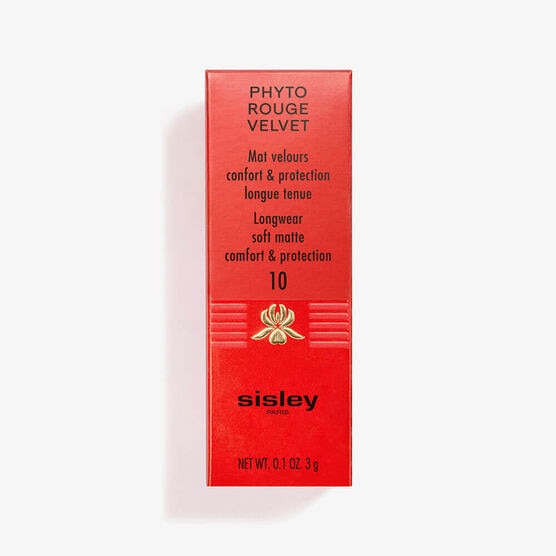 PHYTO
ROUGE
VELVET
Mat velours
confort & protection
longue tenue
Longwear
soft matte
comfort & protection
10
sisley
PARIS
NET WT. 0.1 OZ. 3 g